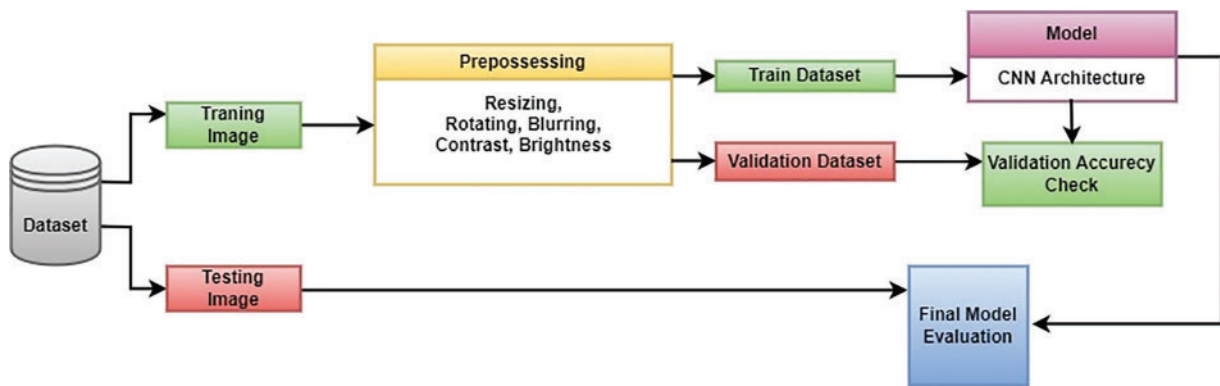 Dataset
Traning
Image
Testing
Image
Prepossessing
Resizing,
Rotating, Blurring,
Contrast, Brightness
Train Dataset
Validation Dataset
Model
CNN Architecture
Validation Accurecy
Check
Final Model
Evaluation